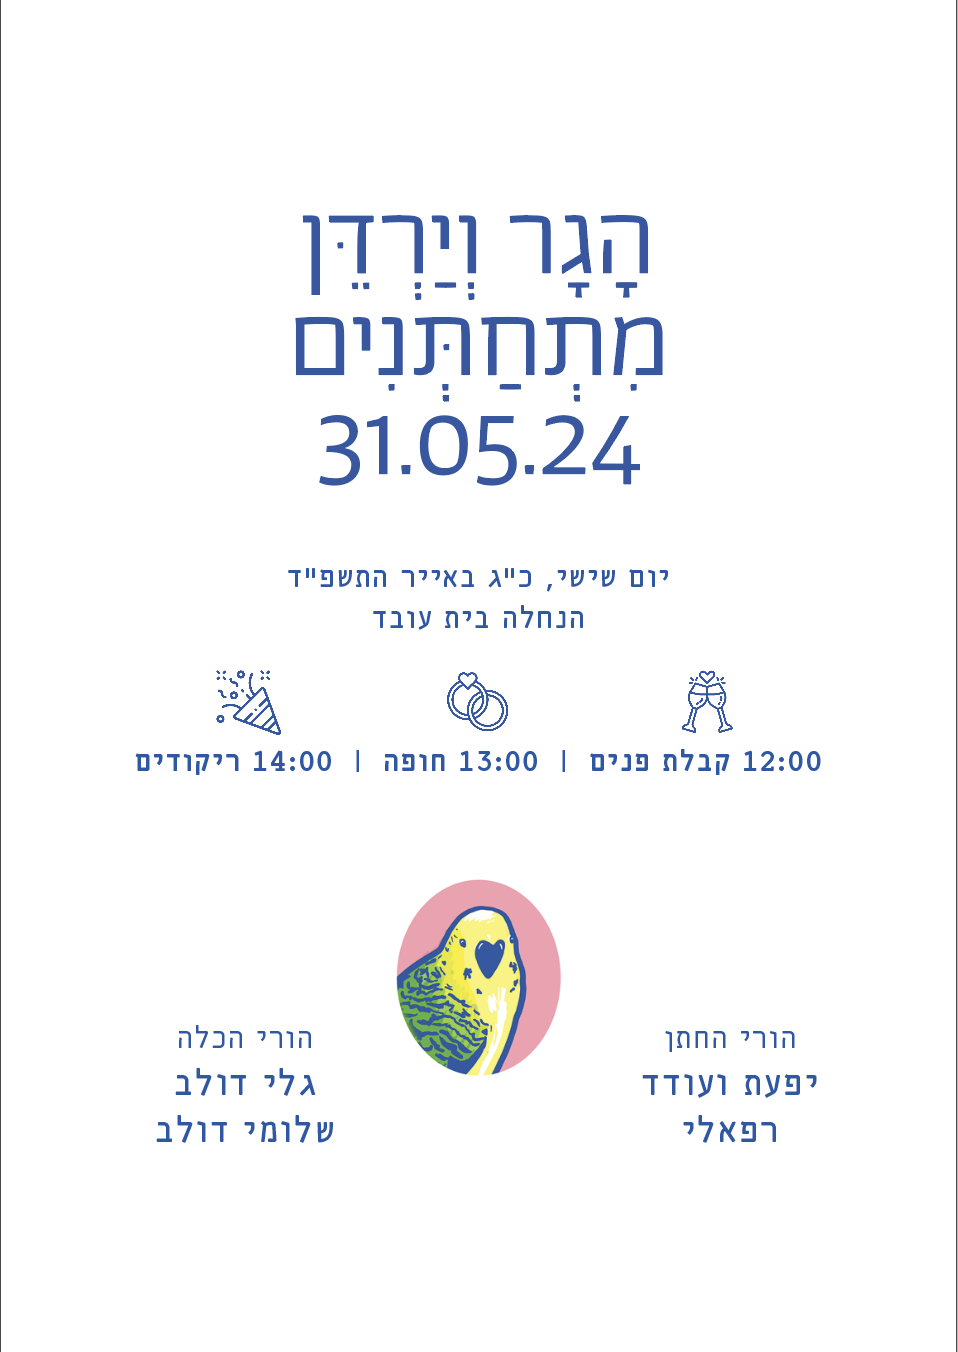 הָגָר וְיַרְדֵּן
מִתְחַתְּנִים
31.05.24
יום שישי, כ"ג באייר התשפ"ד
הנחלה בית עובד
12:00 קבלת פנים | 13:00 חופה | 14:00 ריקודים
הורי החתן
יפעת ועודד
רפאלי
הורי הכלה
גלי דולב
שלומי דולב